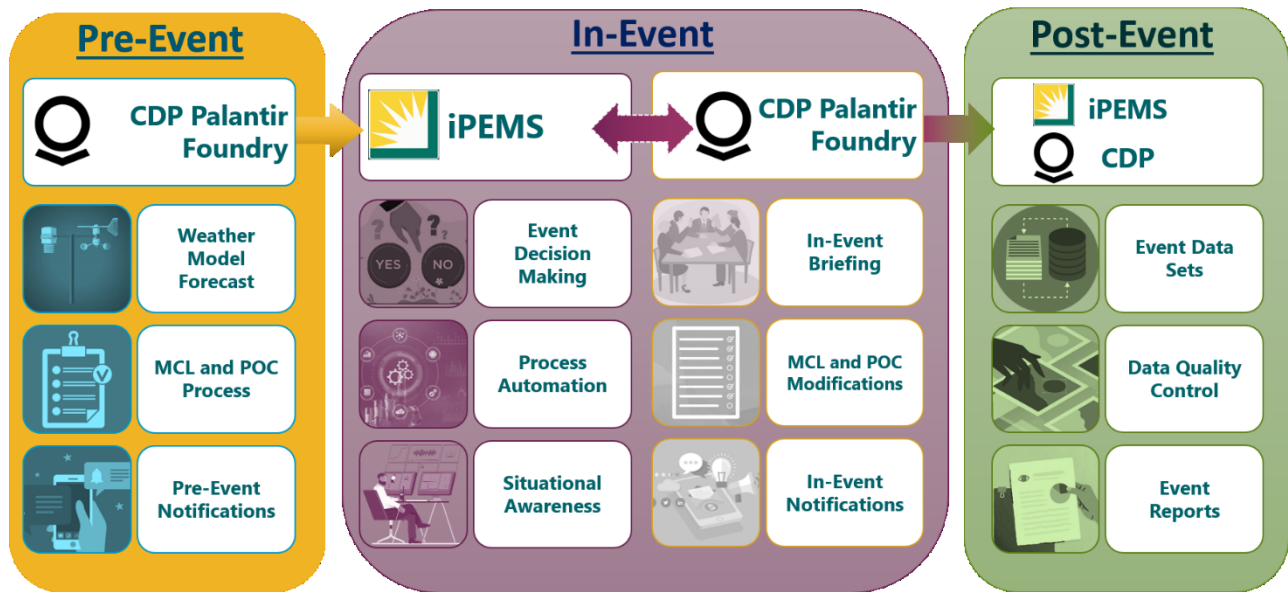 Pre-Event
CDP Palantir
Foundry
Weather
Model
Forecast
MCL and POC
Process
Pre-Event
Notifications
In-Event
iPEMS
CDP Palantir
Foundry
YES
NO
Event
Decision
Making
In-Event
Briefing
Process
Automation
MCL and POC
Modifications
Situational
Awareness
In-Event
Notifications
Post-Event
iPEMS
CDP
Event Data
Sets
Data Quality
Control
Event
Reports